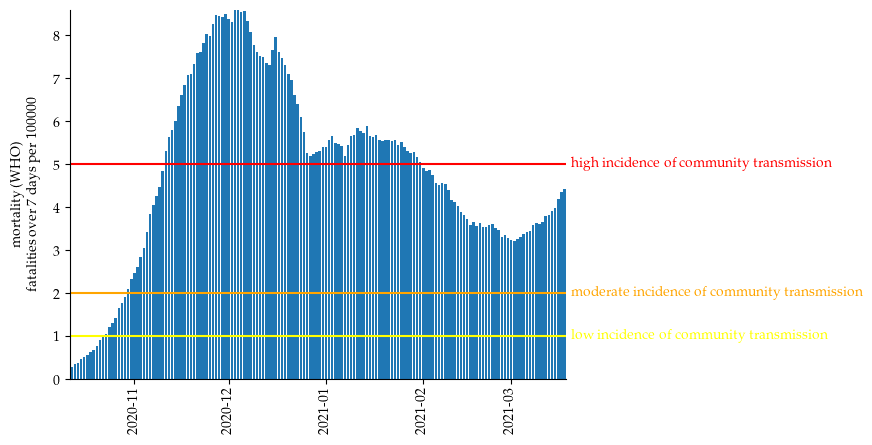 8
7
6
5
4
3
2
1
0
mortality (WHO)
fatalities over 7 days per 100000
high incidence of community transmission
moderate incidence of community transmission
low incidence of community transmission
2020-11
2020-12
2021-01
2021-02
2021-03